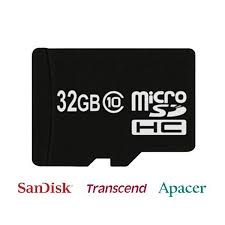 32GB 10 micro
SD
HC
SanDisk Transcend Apacer